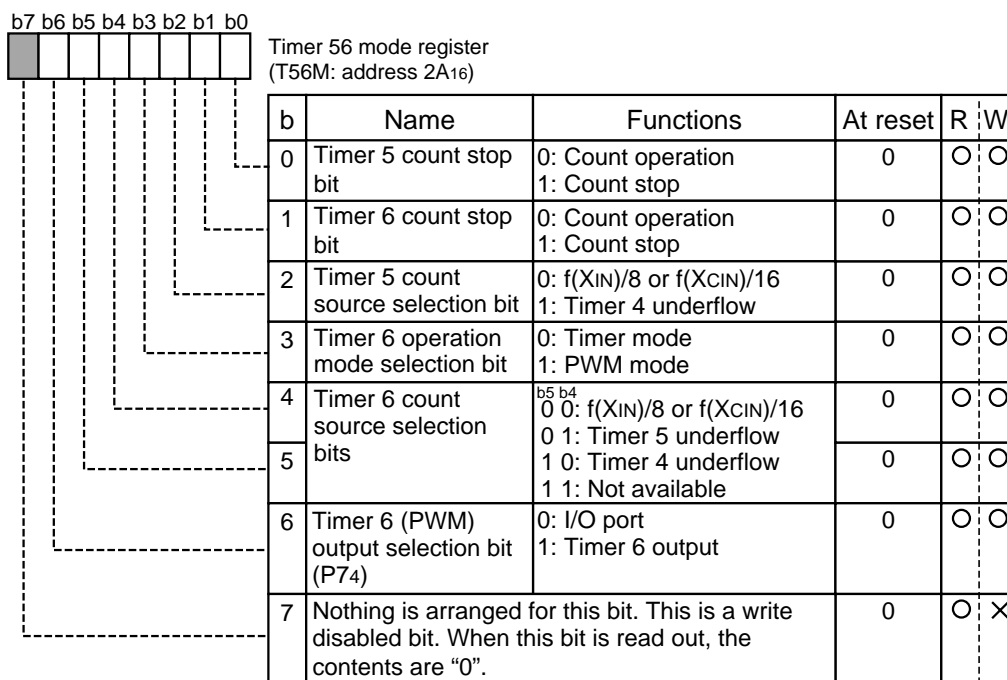 b7 b6 b5 b4 b3 b2 b1 b0
Timer 56 mode register
(T56M: address 2A16)
b Name Functions At reset R W
0 Timer 5 count stop bit 0: Count operation 0 O O
1: Count stop
1 Timer 6 count stop bit 0: Count operation 0 O O
1: Count stop
2 Timer 5 count source selection bit 0: f(XIN)/8 or f(XCIN)/16 0 O O
1: Timer 4 underflow
3 Timer 6 operation mode selection bit 0: Timer mode 0 O O
1: PWM mode
4 Timer 6 count source selection bits b5 b4 0 O O
0 0: f(XIN)/8 or f(XCIN)/16
0 1: Timer 5 underflow
5 1 0: Timer 4 underflow 0 O O
1 1: Not available
6 Timer 6 (PWM) output selection bit (P74) 0: I/O port 0 O O
1: Timer 6 output
7 Nothing is arranged for this bit. This is a write 0 O X
disabled bit. When this bit is read out, the
contents are “0”.